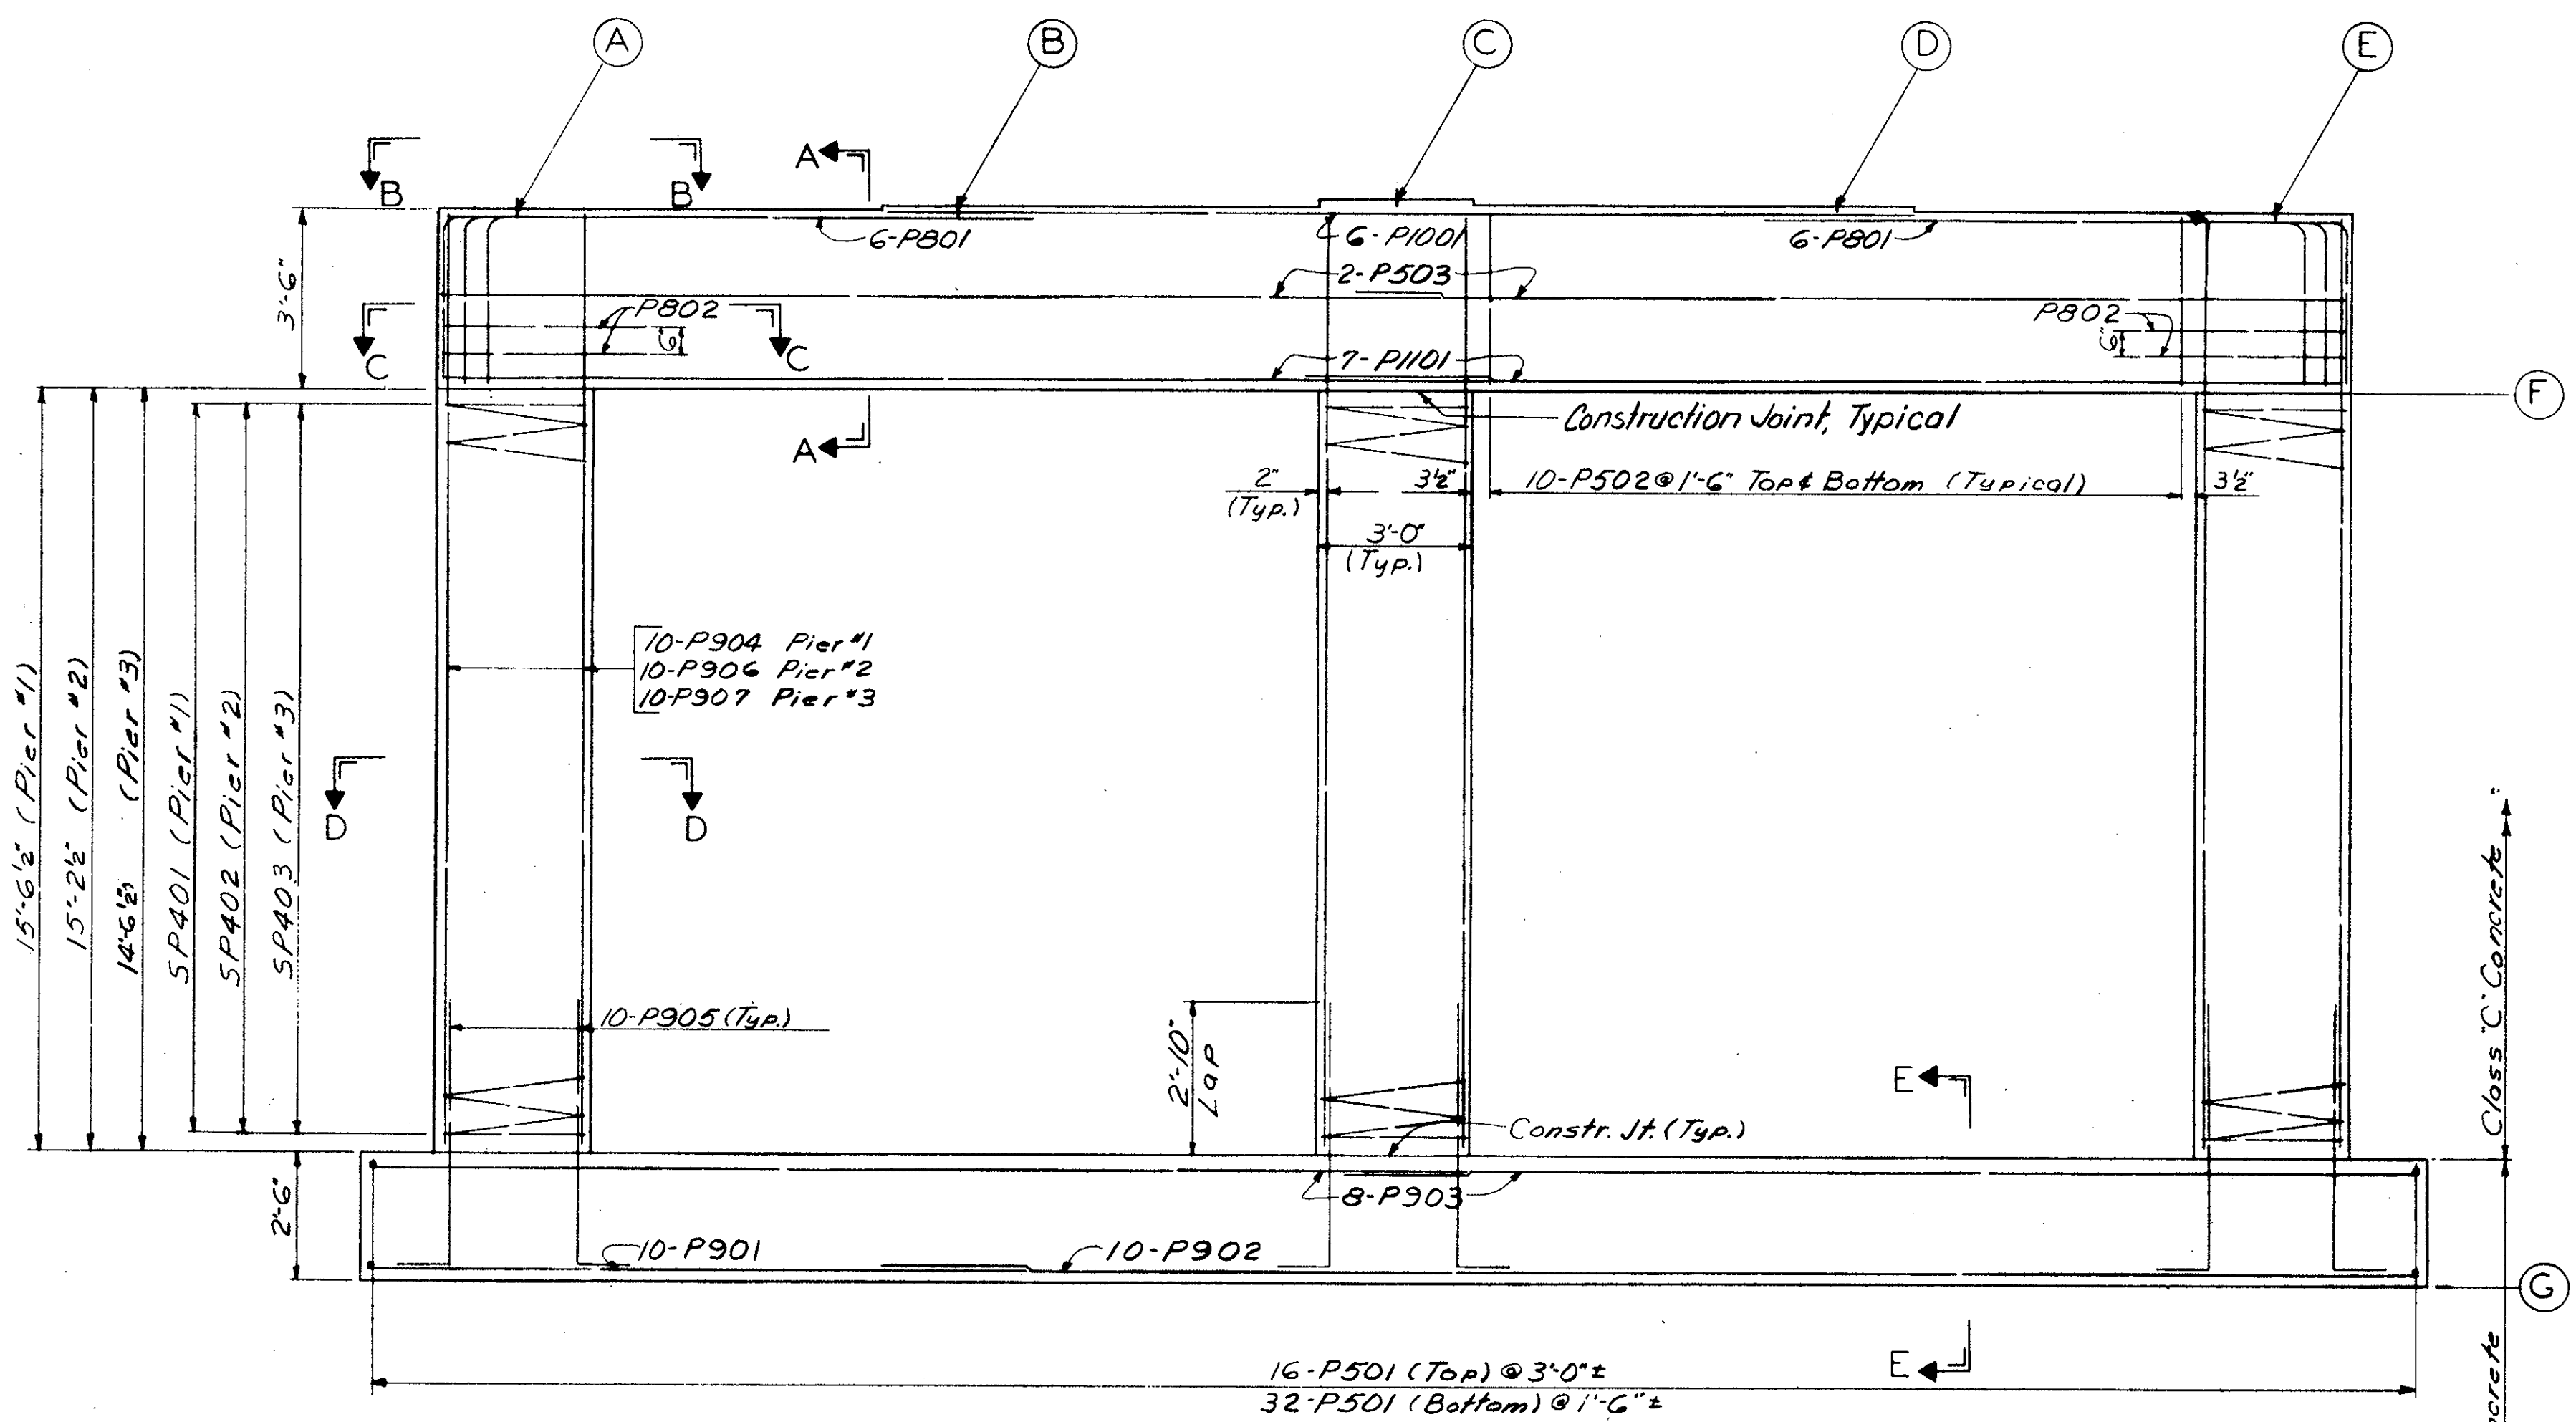 A
B
C
D
E
B
B
A
6-P801
6-P1001
6-P801
3'-6"
2-P503
C
P802
6"
C
P802
6"
7-P1101
F
Construction Joint, Typical
A
2"
(Typ.)
3½"
10-P502@1'-6" Top & Bottom (Typical)
3½"
3'-0"
(Typ.)
10-P904 Pier #1
10-P906 Pier #2
10-P907 Pier #3
15'-6½" (Pier #1)
15'-2½" (Pier #2)
14'-6½" (Pier #3)
SP401 (Pier #1)
SP402 (Pier #2)
SP403 (Pier #3)
D
D
Class "C" Concrete
10-P905 (Typ.)
2'-10"
Lap
E
Constr. Jt. (Typ.)
2'-6"
8-P903
10-P901
10-P902
G
E
16-P501 (Top) @ 3'-0" ±
32-P501 (Bottom) @ 1'-6" ±